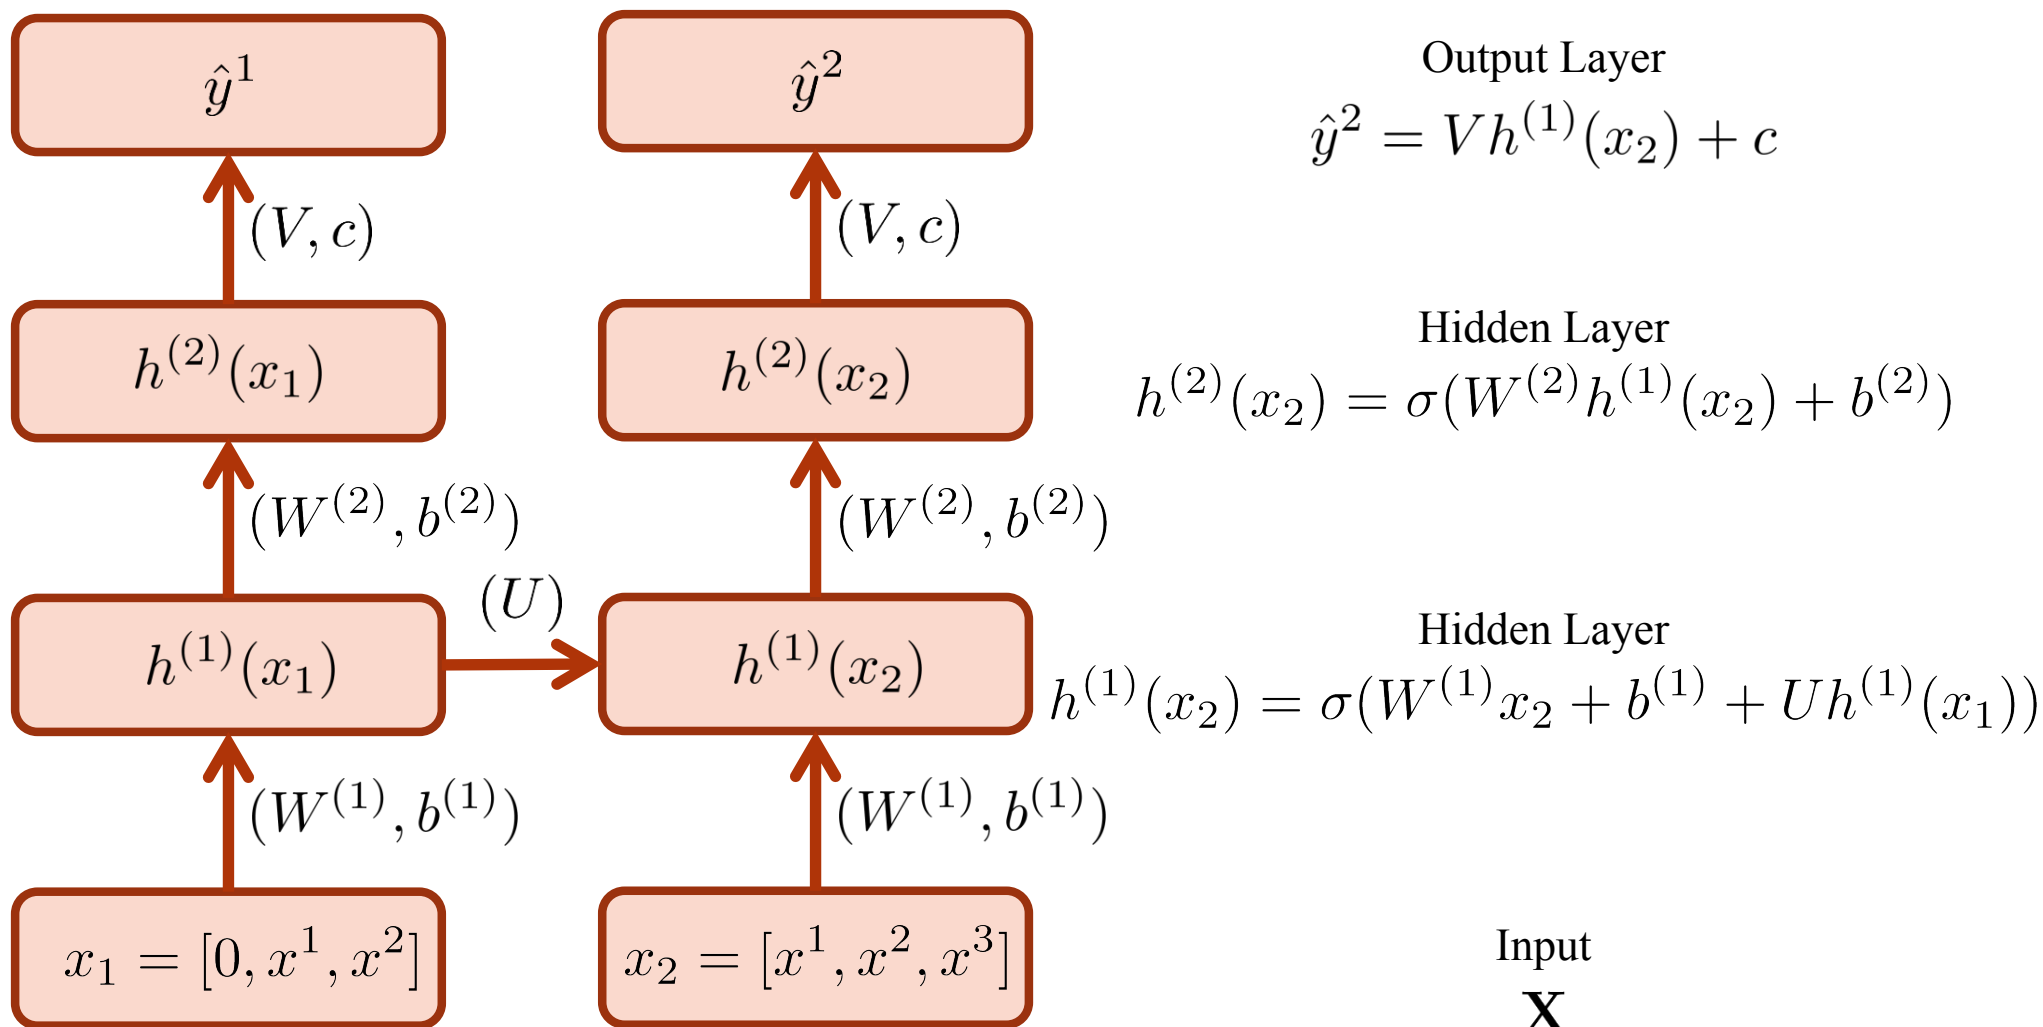 ŷ¹
ŷ²
Output Layer
ŷ² = Vh⁽¹⁾(x₂) + c
(V, c)
(V, c)
h⁽²⁾(x₁)
h⁽²⁾(x₂)
Hidden Layer
h⁽²⁾(x₂) = σ(W⁽²⁾h⁽¹⁾(x₂) + b⁽²⁾)
(W⁽²⁾, b⁽²⁾)
(W⁽²⁾, b⁽²⁾)
(U)
h⁽¹⁾(x₁)
h⁽¹⁾(x₂)
Hidden Layer
h⁽¹⁾(x₂) = σ(W⁽¹⁾x₂ + b⁽¹⁾ + Uh⁽¹⁾(x₁))
(W⁽¹⁾, b⁽¹⁾)
(W⁽¹⁾, b⁽¹⁾)
x₁ = [0, x¹, x²]
x₂ = [x¹, x², x³]
Input
X